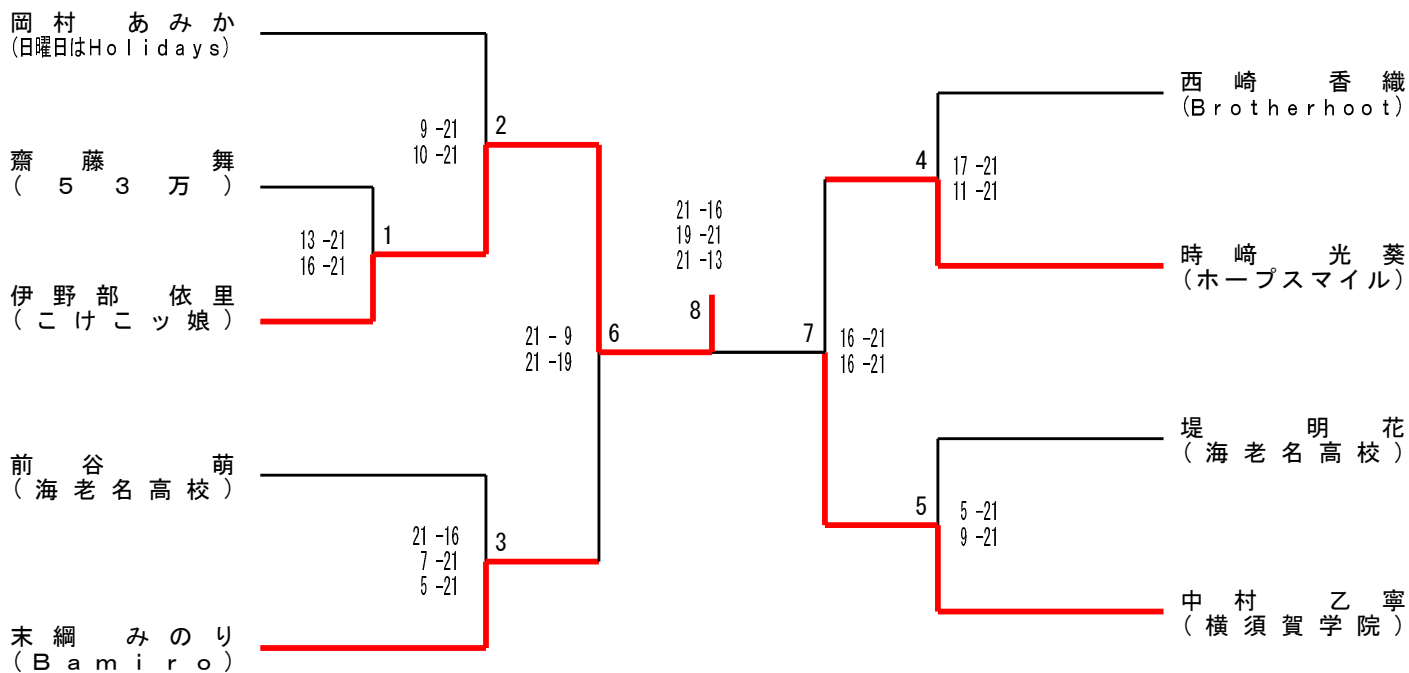 岡村 あみか
(日曜日はHolidays)
齋藤 舞
(53万)
伊野部 依里
(こけこッ娘)
前谷 萌
(海老名高校)
末綱 みのり
(Bamiro)
9 -21
10 -21
2
13 -21
16 -21
1
21 -16
7 -21
5 -21
3
21 - 9
21 -19
6
21 -16
19 -21
21 -13
8
7
16 -21
16 -21
4
17 -21
11 -21
5
5 -21
9 -21
西崎 香織
(Brotherhoot)
時﨑 光葵
(ホープスマイル)
堤 明花
(海老名高校)
中村 乙寧
(横須賀学院)